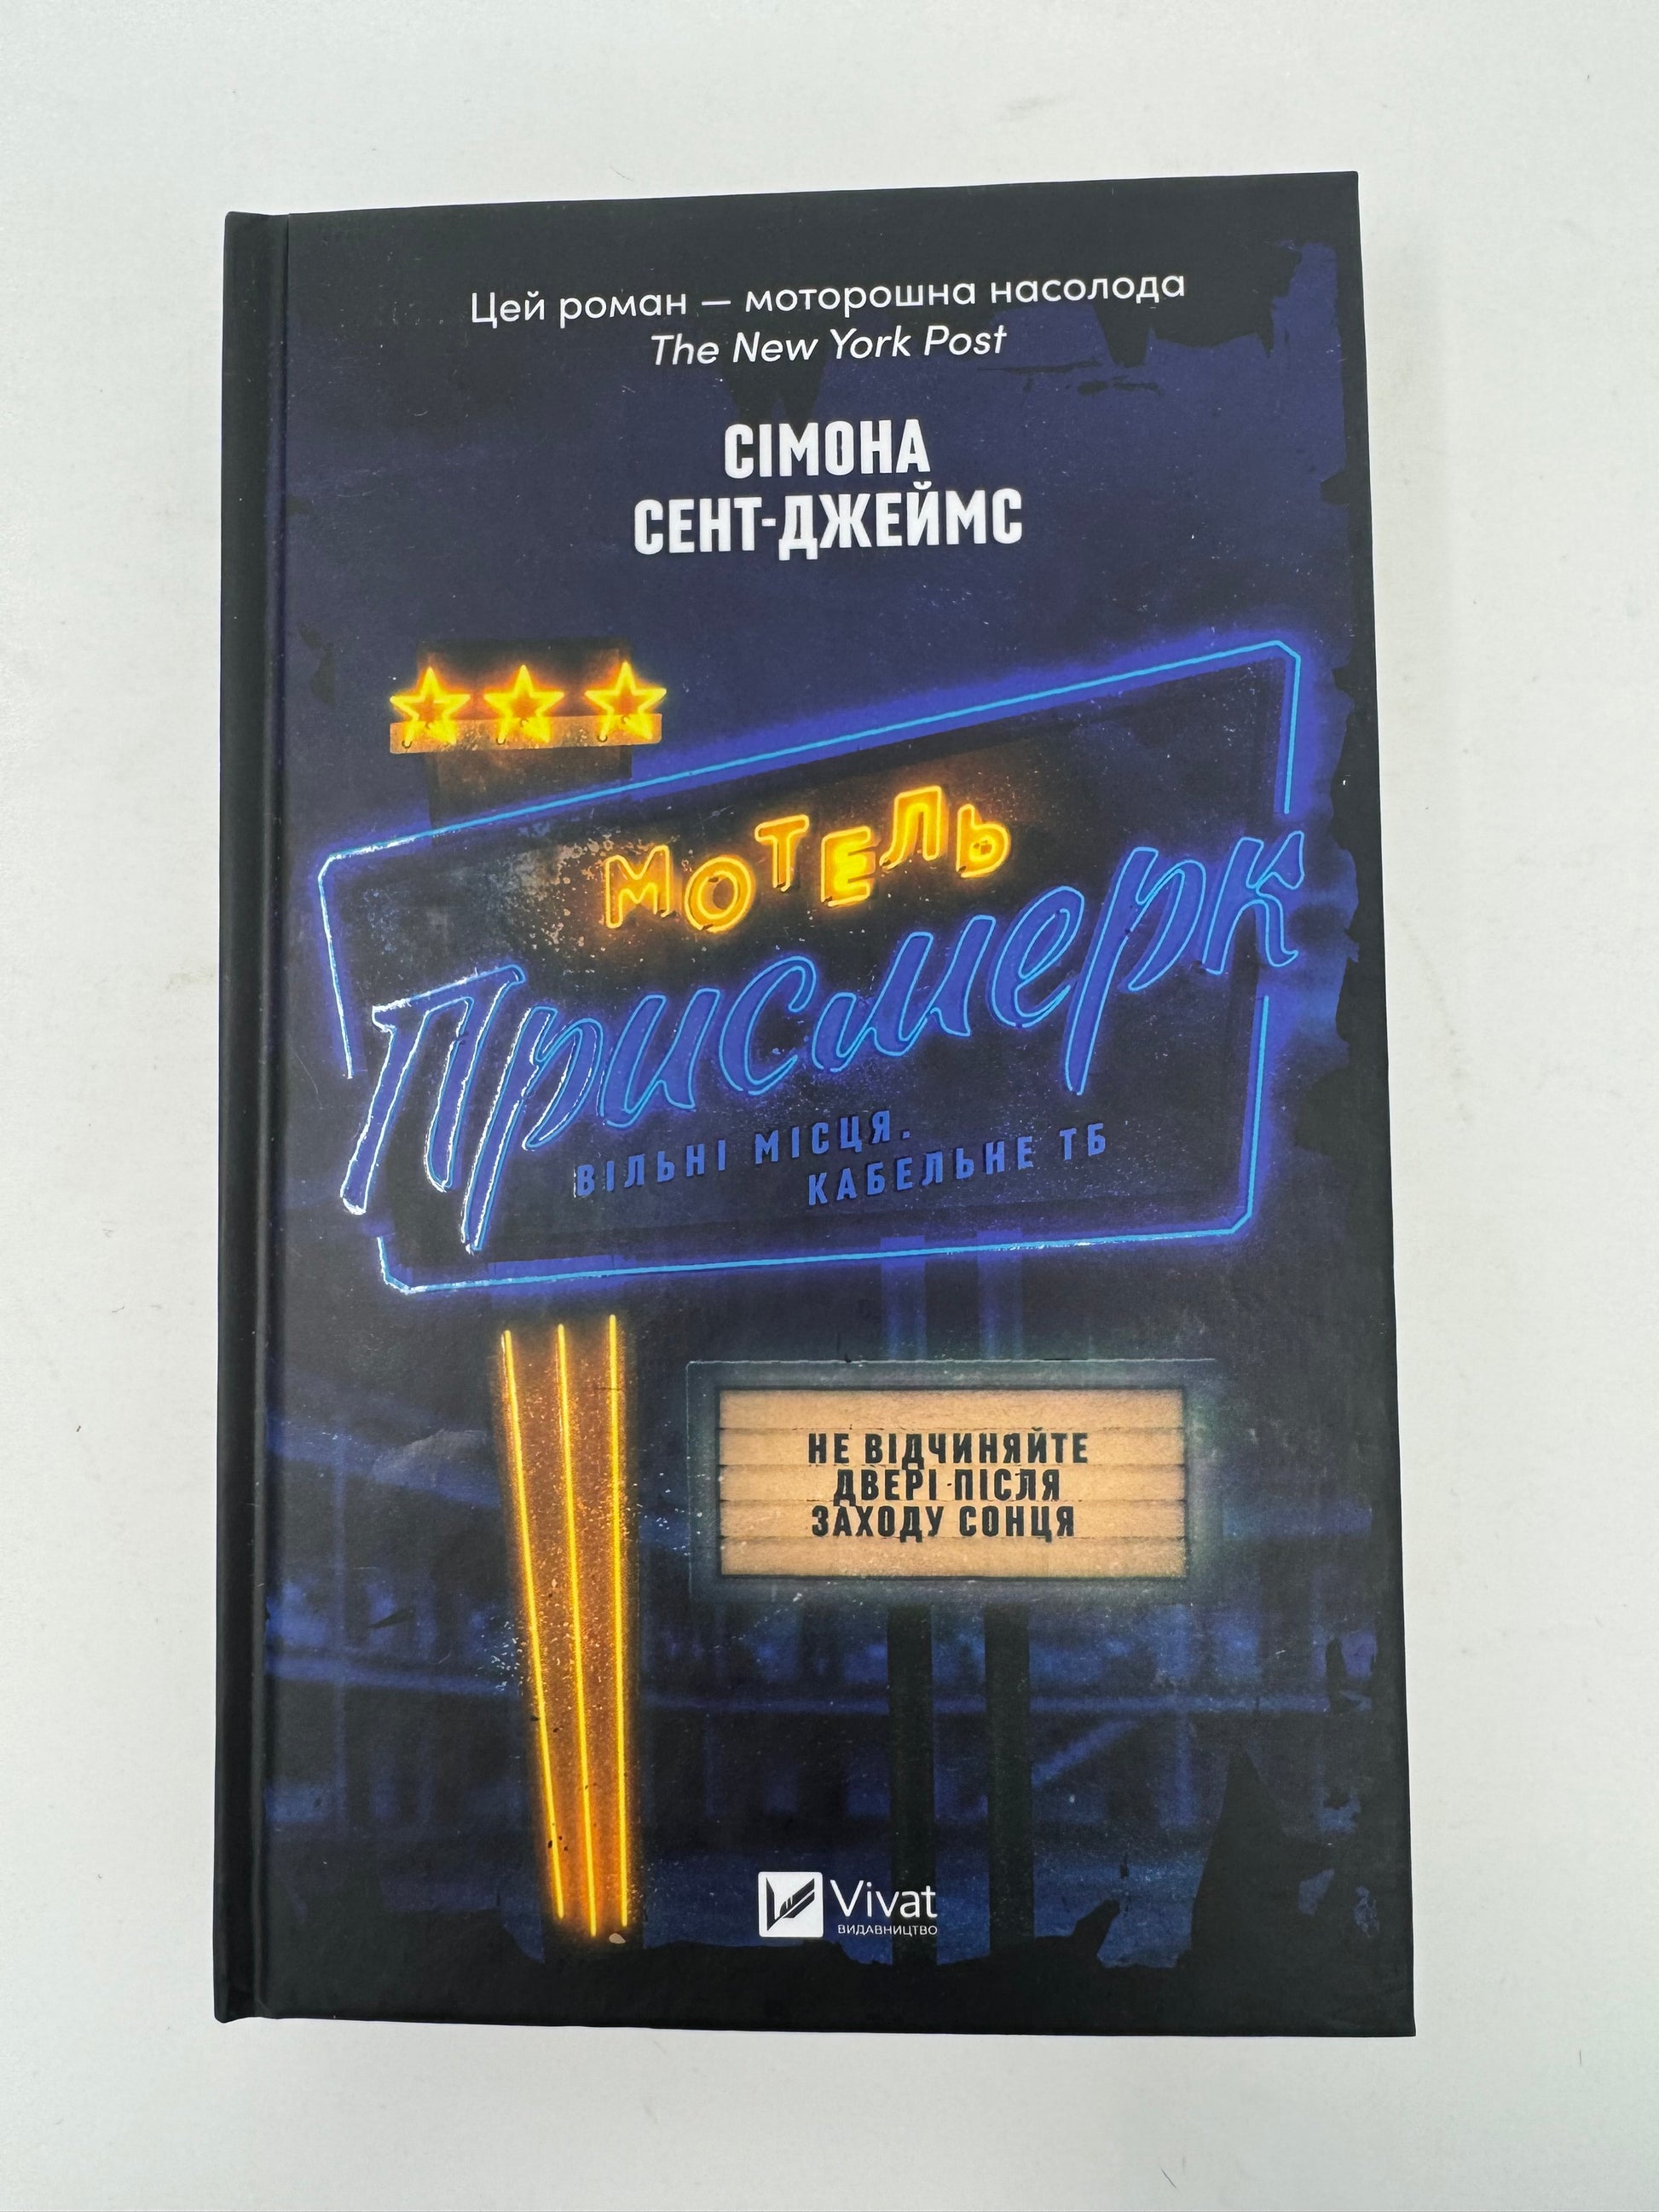 Цей роман — моторошна насолода
The New York Post
СІМОНА
СЕНТ-ДЖЕЙМС
МОТЕЛЬ
Присмерк
ВІЛЬНІ МІСЦЯ.
КАБЕЛЬНЕ ТБ
НЕ ВІДЧИНЯЙТЕ
ДВЕРІ ПІСЛЯ
ЗАХОДУ СОНЦЯ
Vivat
ВИДАВНИЦТВО